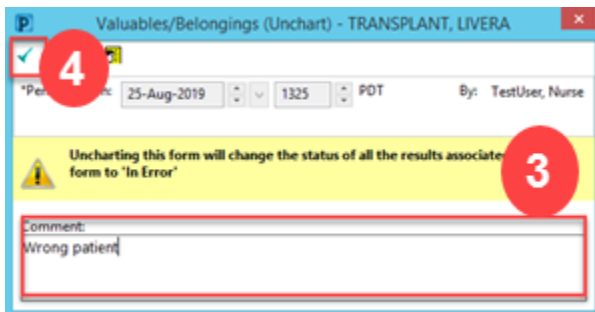 P Valuables/Belongings (Unchart) - TRANSPLANT, LIVERA
4
25-Aug-2019 1325 PDT By: TestUser, Nurse
Uncharting this form will change the status of all the results
form to 'In Error'
3
Comment:
Wrong patient